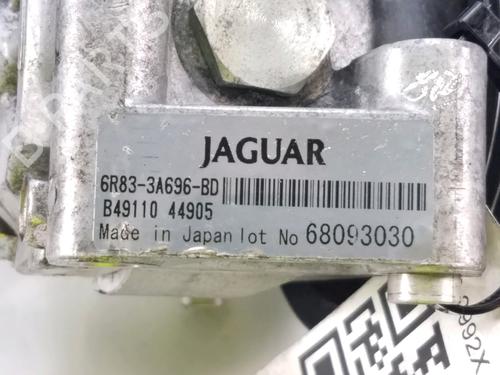 JAGUAR
6R83-3A696-BD
B49110 44905
Made in Japan lot No 68093030